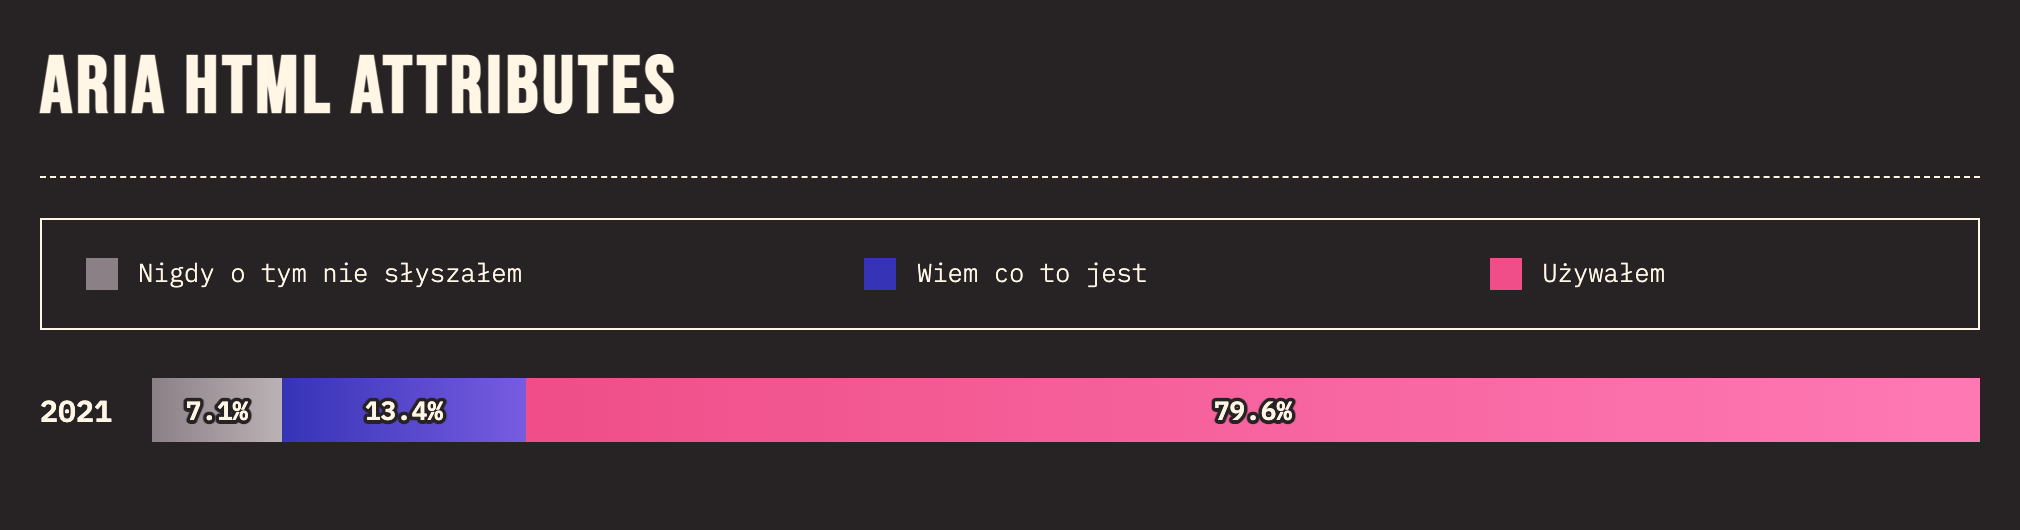 ARIA HTML ATTRIBUTES
Nigdy o tym nie słyszałem
Wiem co to jest
Używałem
2021 7.1% 13.4% 79.6%